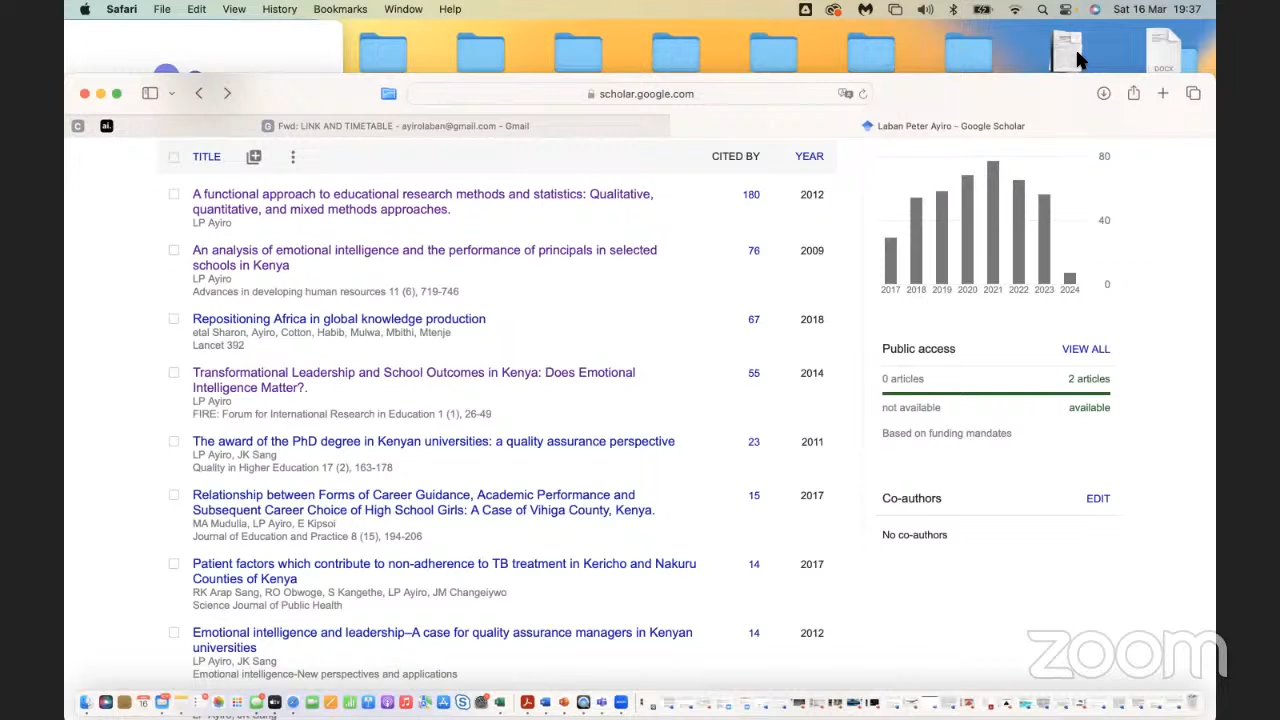 Safari File Edit View History Bookmarks Window Help Sat 16 Mar 19:37
DOCX
scholar.google.com
C ai. G Fwd: LINK AND TIMETABLE - ayirolaban@gmail.com - Gmail Laban Peter Ayiro – Google Scholar
TITLE CITED BY YEAR
A functional approach to educational research methods and statistics: Qualitative, 180 2012
quantitative, and mixed methods approaches.
LP Ayiro
An analysis of emotional intelligence and the performance of principals in selected 76 2009
schools in Kenya
LP Ayiro
Advances in developing human resources 11 (6), 719-746
Repositioning Africa in global knowledge production 67 2018
etal Sharon, Ayiro, Cotton, Habib, Mulwa, Mbithi, Mtenje
Lancet 392
Transformational Leadership and School Outcomes in Kenya: Does Emotional 55 2014
Intelligence Matter?.
LP Ayiro
FIRE: Forum for International Research in Education 1 (1), 26-49
The award of the PhD degree in Kenyan universities: a quality assurance perspective 23 2011
LP Ayiro, JK Sang
Quality in Higher Education 17 (2), 163-178
Relationship between Forms of Career Guidance, Academic Performance and 15 2017
Subsequent Career Choice of High School Girls: A Case of Vihiga County, Kenya.
MA Mudulla, LP Ayiro, E Kipsoi
Journal of Education and Practice 8 (15), 194-206
Patient factors which contribute to non-adherence to TB treatment in Kericho and Nakuru 14 2017
Counties of Kenya
RK Arap Sang, RO Obwoge, S Kangethe, LP Ayiro, JM Changeiywo
Science Journal of Public Health
Emotional intelligence and leadership–A case for quality assurance managers in Kenyan 14 2012
universities
LP Ayiro, JK Sang
Emotional intelligence-New perspectives and applications
80
40
0
2017 2018 2019 2020 2021 2022 2023 2024
Public access VIEW ALL
0 articles 2 articles
not available available
Based on funding mandates
Co-authors EDIT
No co-authors
zoom